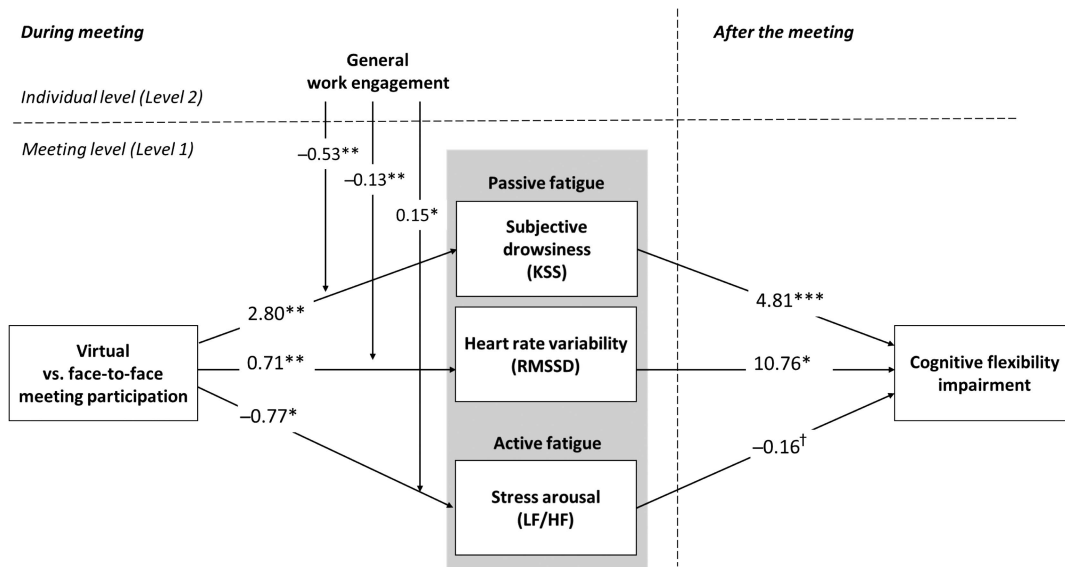 During meeting
After the meeting
General
work engagement
Individual level (Level 2)
Meeting level (Level 1)
–0.53**
–0.13**
0.15*
Passive fatigue
Subjective
drowsiness
(KSS)
2.80**
4.81***
Virtual
vs. face-to-face
meeting participation
0.71**
Heart rate variability
(RMSSD)
10.76*
Cognitive flexibility
impairment
–0.77*
Active fatigue
–0.16†
Stress arousal
(LF/HF)